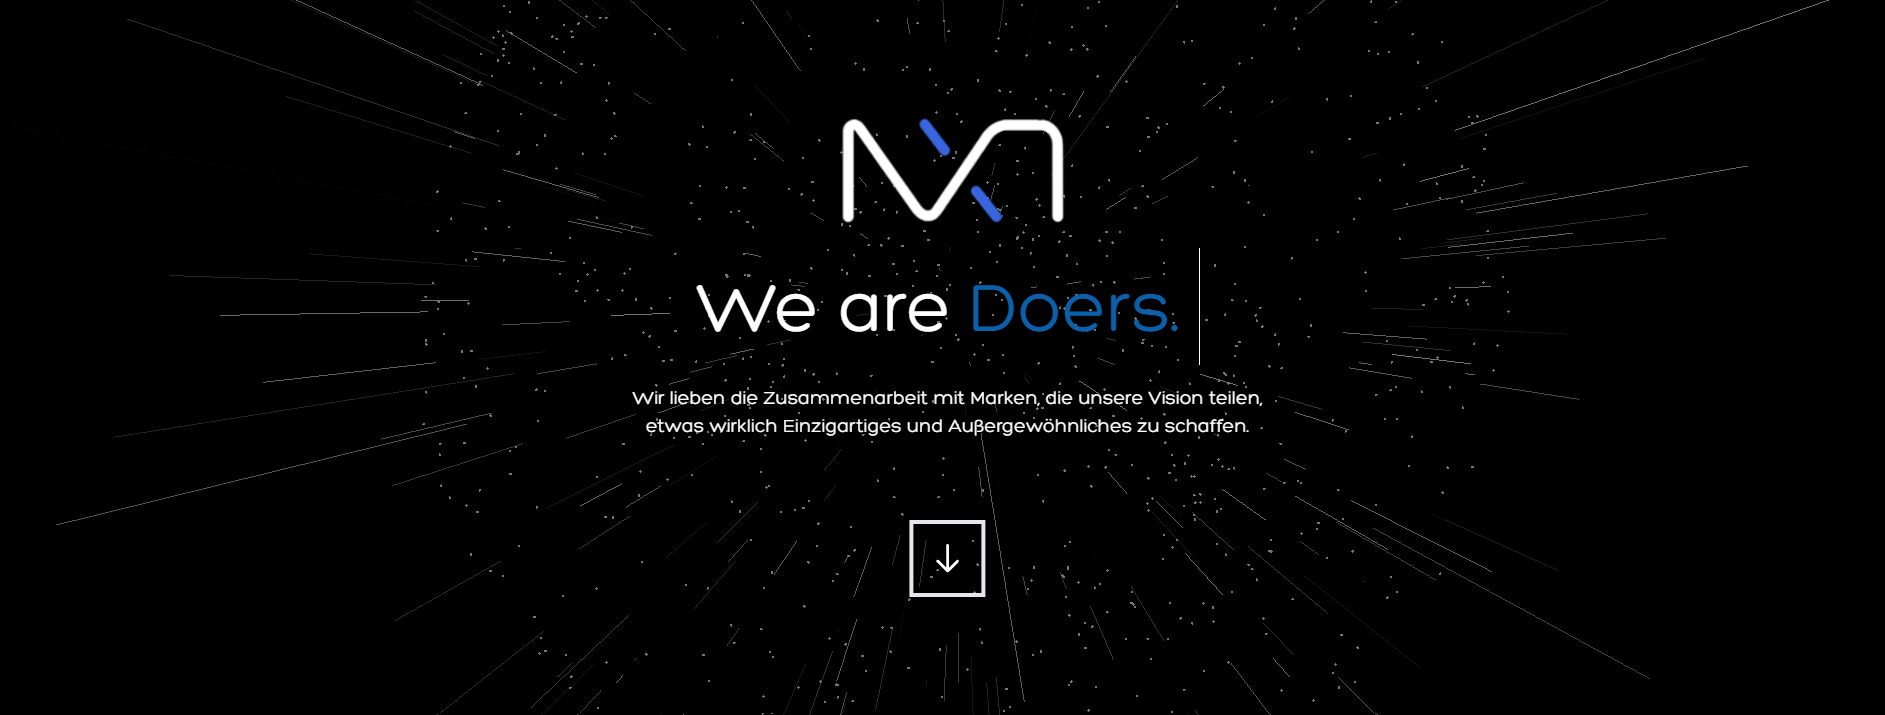 We are Doers.
Wir lieben die Zusammenarbeit mit Marken, die unsere Vision teilen,
etwas wirklich Einzigartiges und Außergewöhnliches zu schaffen.